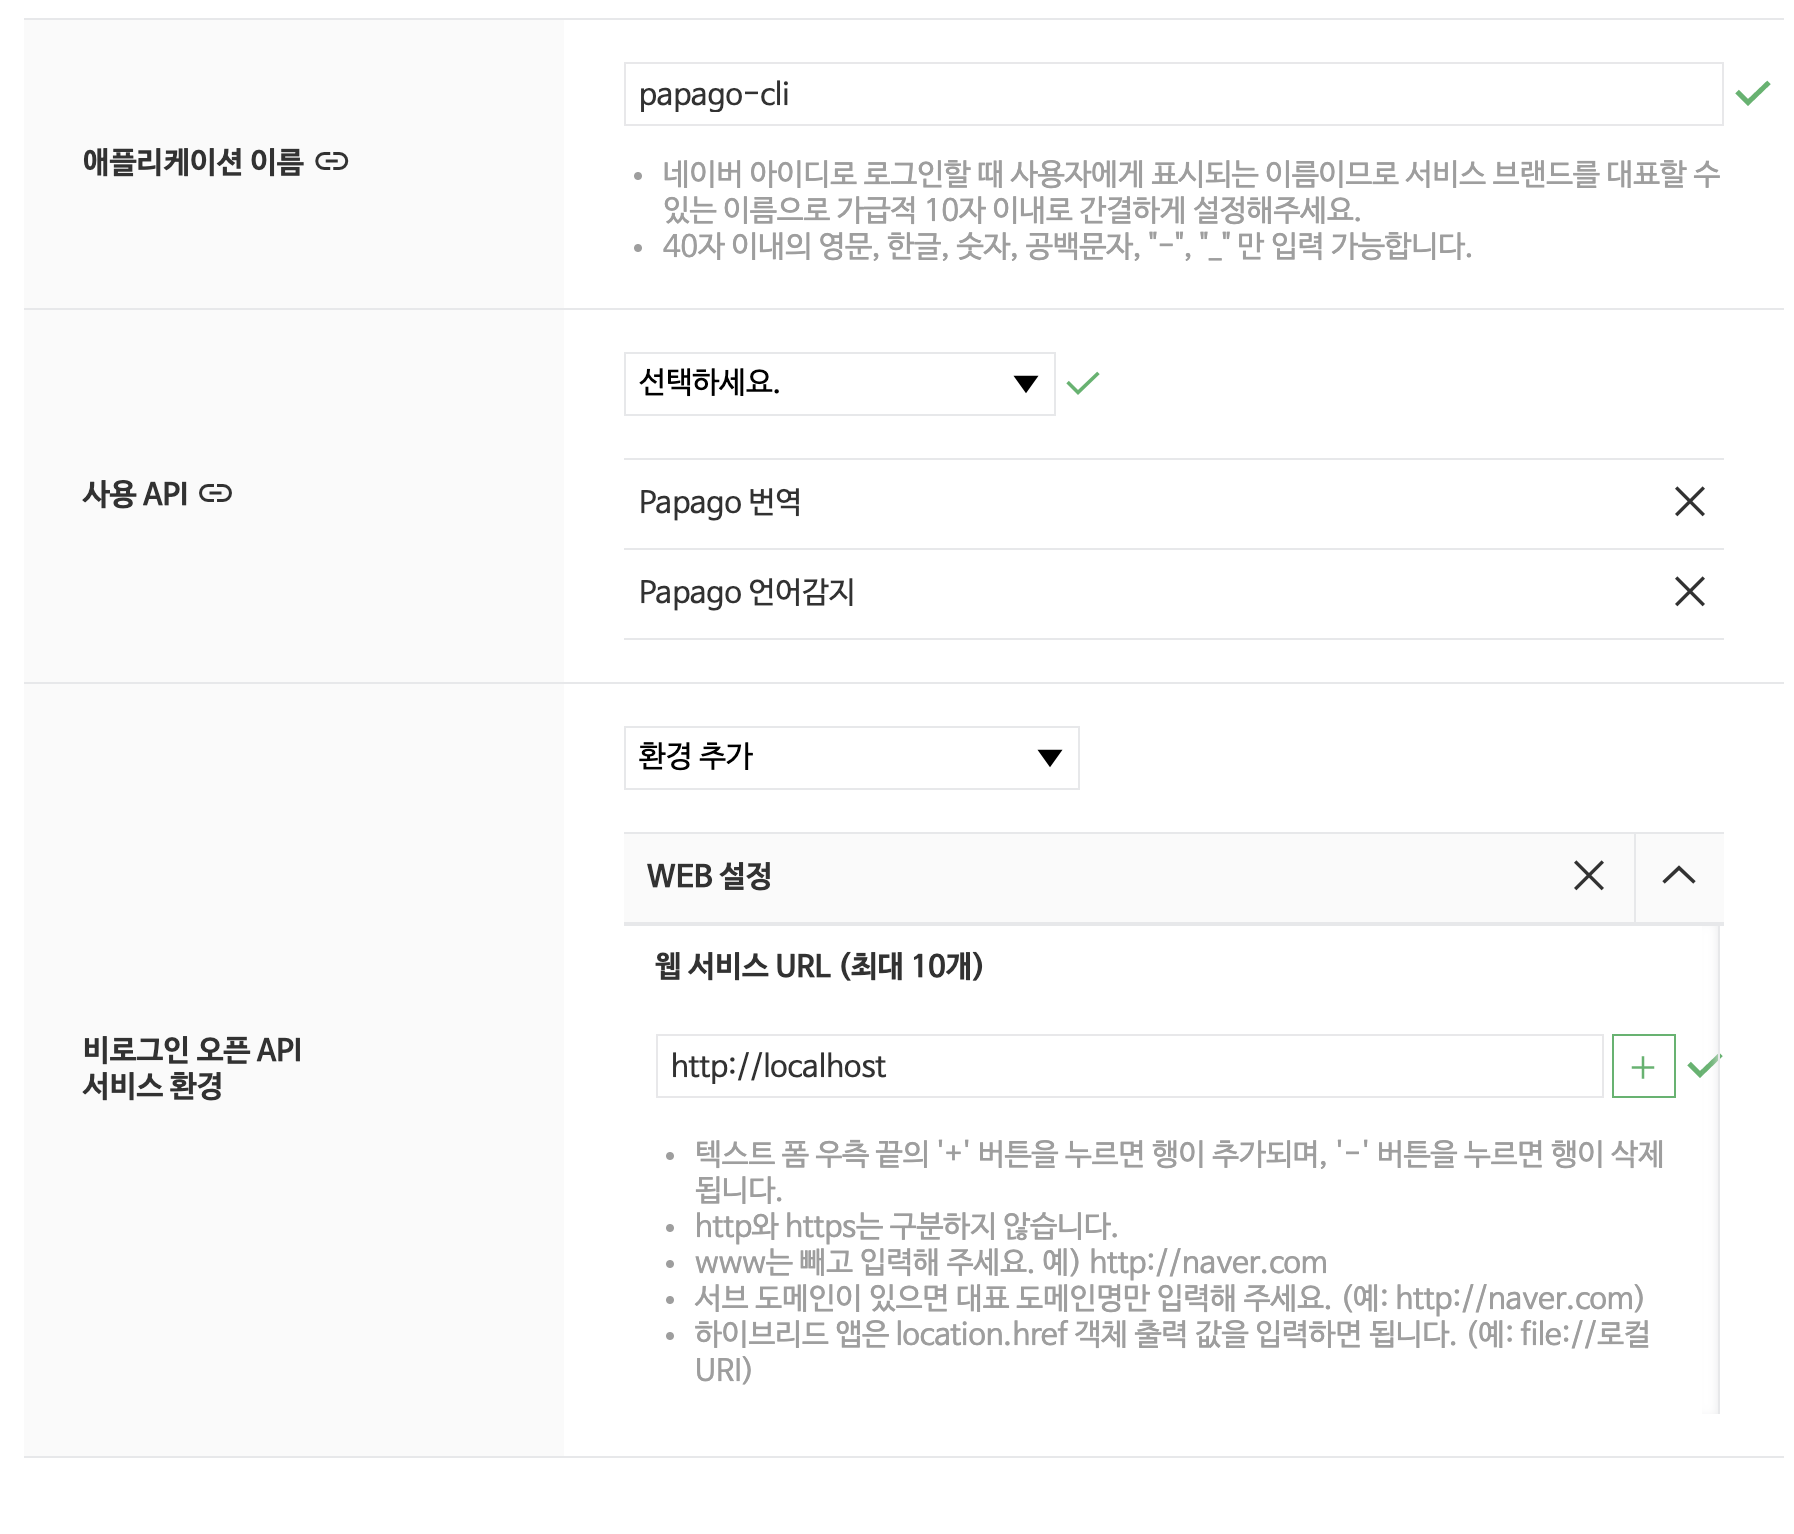 papago-cli
애플리케이션 이름
네이버 아이디로 로그인할 때 사용자에게 표시되는 이름이므로 서비스 브랜드를 대표할 수
있는 이름으로 가급적 10자 이내로 간결하게 설정해주세요.
40자 이내의 영문, 한글, 숫자, 공백문자, "-", "_" 만 입력 가능합니다.
선택하세요.
사용 API
Papago 번역
Papago 언어감지
환경 추가
WEB 설정
웹 서비스 URL (최대 10개)
비로그인 오픈 API
서비스 환경
http://localhost
+
텍스트 폼 우측 끝의 '+' 버튼을 누르면 행이 추가되며, '-' 버튼을 누르면 행이 삭제
됩니다.
http와 https는 구분하지 않습니다.
www는 빼고 입력해 주세요. 예) http://naver.com
서브 도메인이 있으면 대표 도메인명만 입력해 주세요. (예: http://naver.com)
하이브리드 앱은 location.href 객체 출력 값을 입력하면 됩니다. (예: file://로컬
URI)